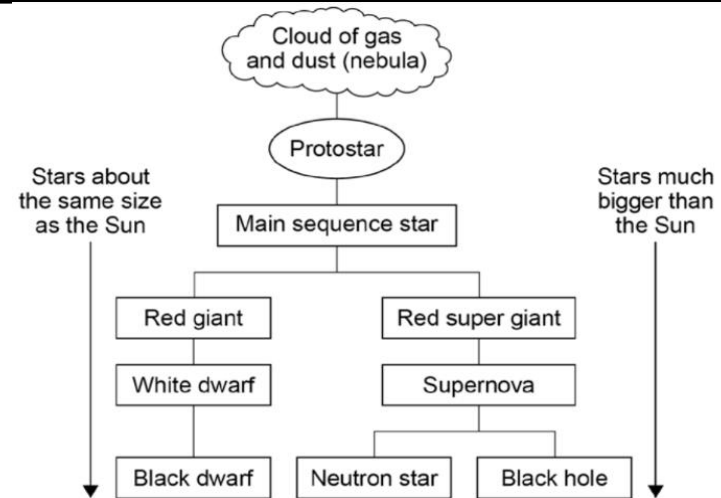 Cloud of gas
and dust (nebula)
Protostar
Stars about
the same size
as the Sun
Stars much
bigger than
the Sun
Main sequence star
Red giant
Red super giant
White dwarf
Supernova
Black dwarf
Neutron star
Black hole